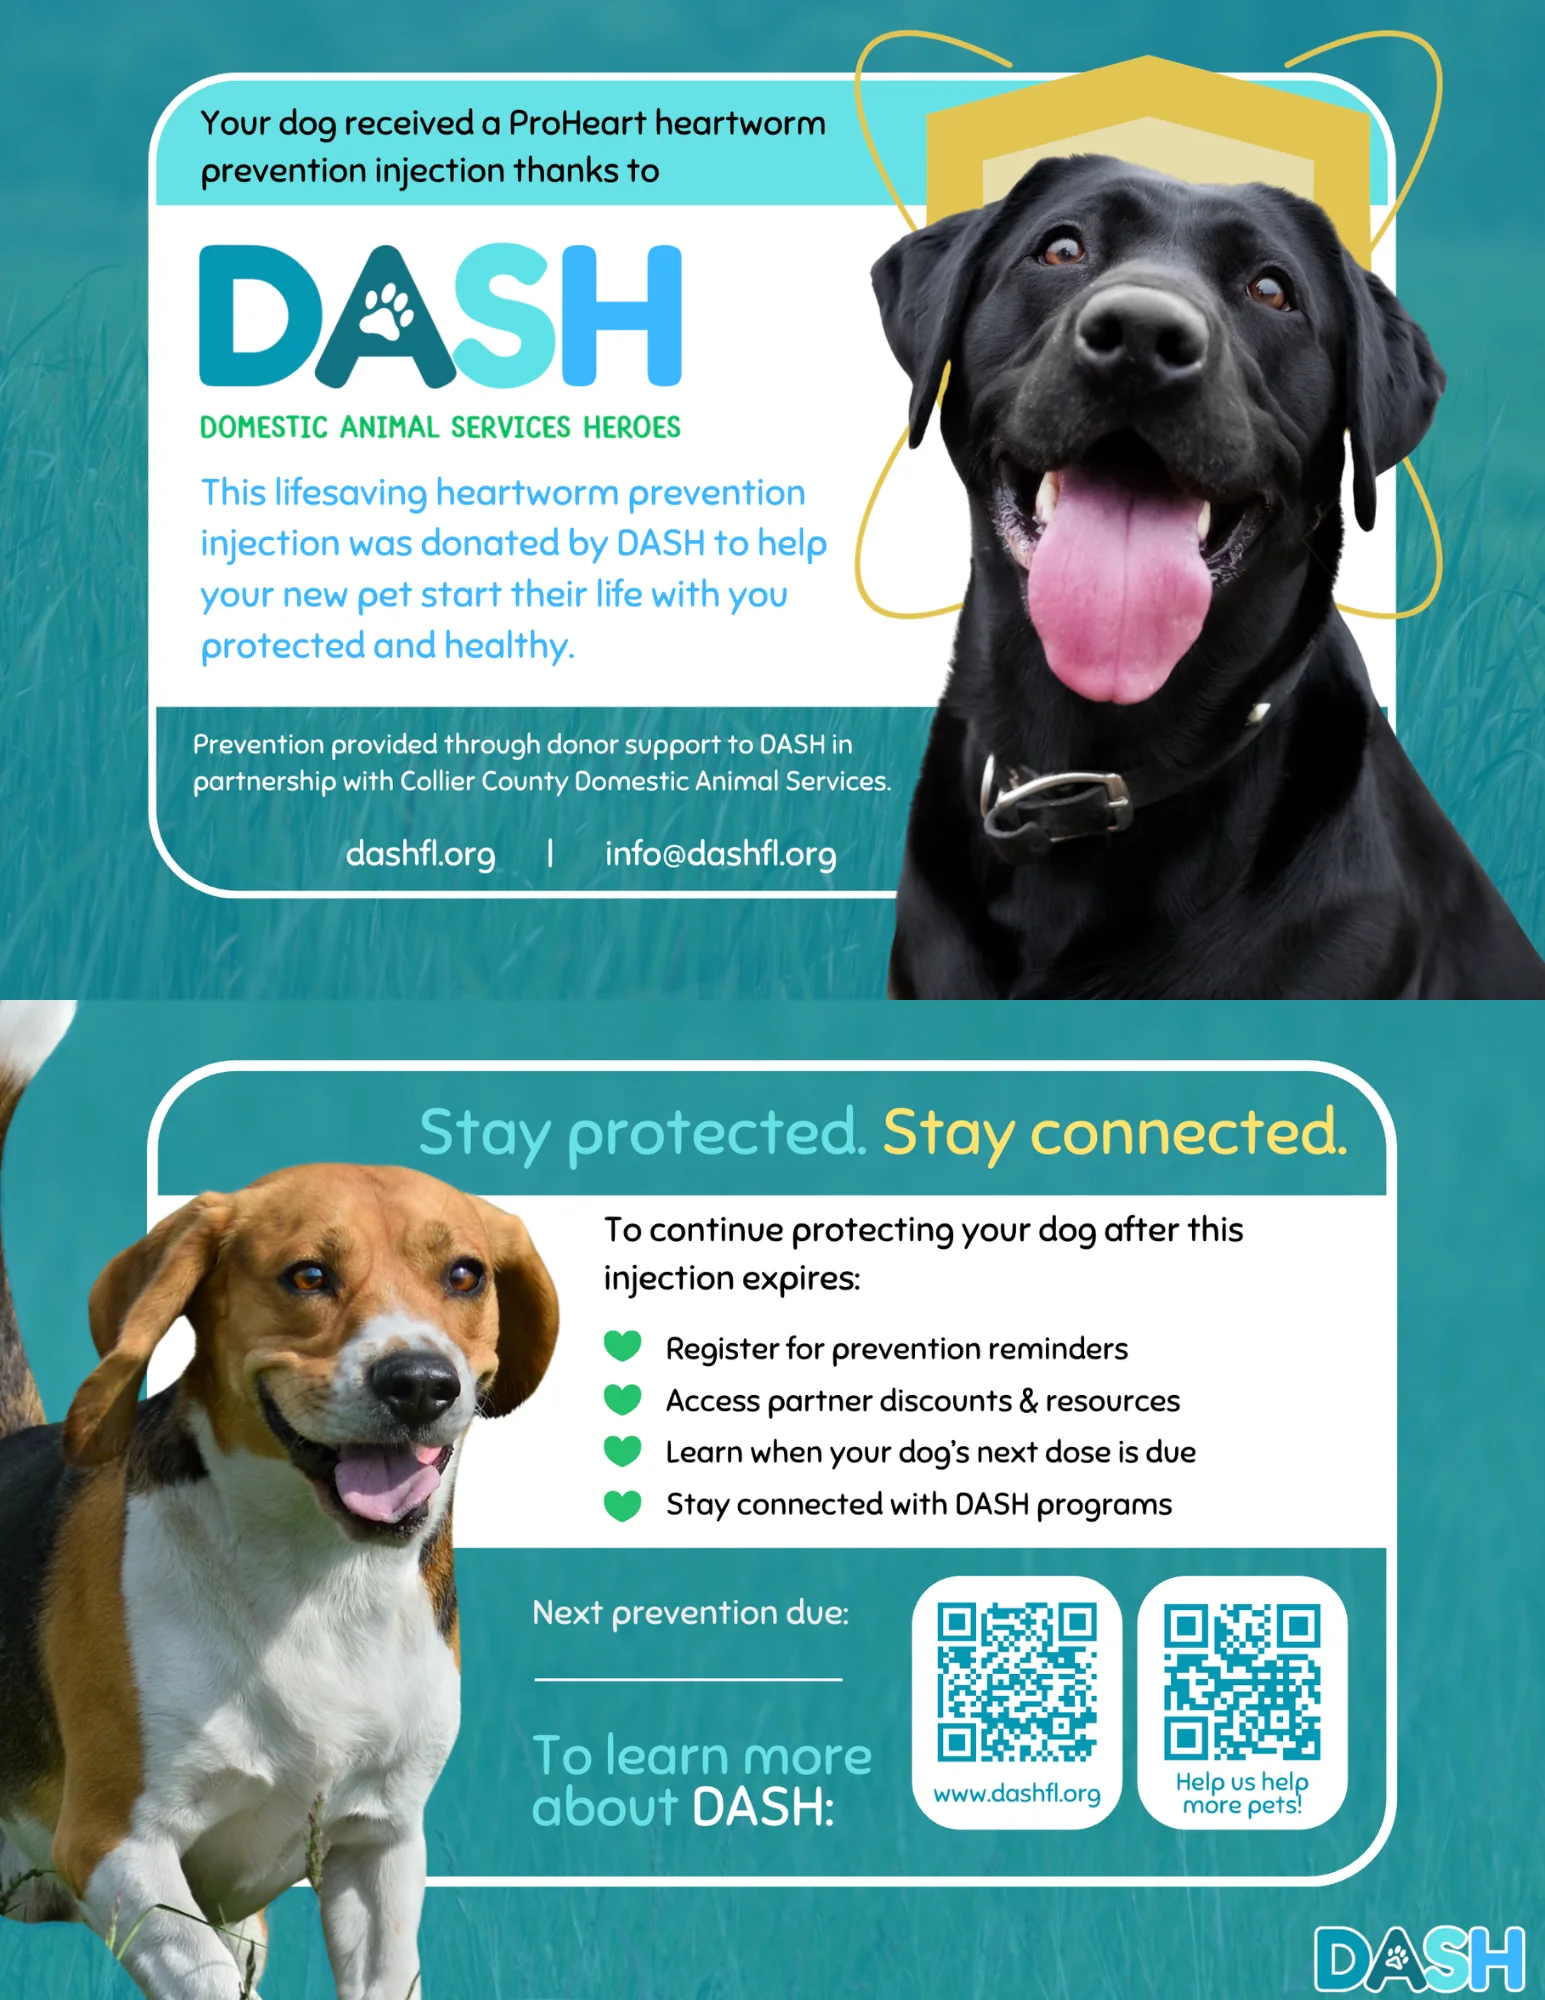 Your dog received a ProHeart heartworm
prevention injection thanks to
DASH
DOMESTIC ANIMAL SERVICES HEROES
This lifesaving heartworm prevention
injection was donated by DASH to help
your new pet start their life with you
protected and healthy.
Prevention provided through donor support to DASH in
partnership with Collier County Domestic Animal Services.
dashfl.org | info@dashfl.org
Stay protected. Stay connected.
To continue protecting your dog after this
injection expires:
Register for prevention reminders
Access partner discounts & resources
Learn when your dog's next dose is due
Stay connected with DASH programs
Next prevention due:
To learn more
about DASH:
www.dashfl.org
Help us help
more pets!
DASH